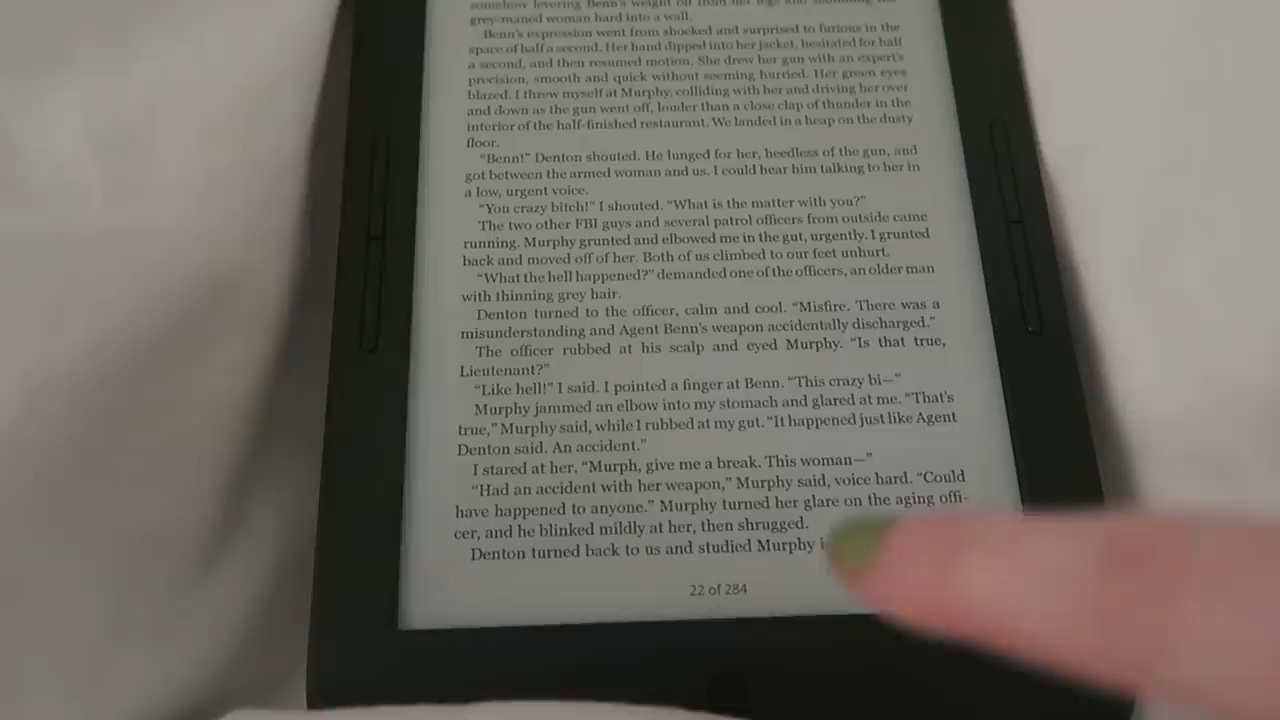 somehow levering Benn's weight off from her legs and
grey-maned woman hard into a wall.
Benn's expression went from shocked and surprised to furious in the
space of half a second. Her hand dipped into her jacket, hesitated for half
a second, and then resumed motion. She drew her gun with an expert's
precision, smooth and quick without seeming hurried. Her green eyes
blazed. I threw myself at Murphy, colliding with her and driving her over
and down as the gun went off, louder than a close clap of thunder in the
interior of the half-finished restaurant. We landed in a heap on the dusty
floor.
“Benn!” Denton shouted. He lunged for her, heedless of the gun, and
got between the armed woman and us. I could hear him talking to her in
a low, urgent voice.
“You crazy bitch!” I shouted. “What is the matter with you?”
The two other FBI guys and several patrol officers from outside came
running. Murphy grunted and elbowed me in the gut, urgently. I grunted
back and moved off of her. Both of us climbed to our feet unhurt.
“What the hell happened?” demanded one of the officers, an older man
with thinning grey hair.
Denton turned to the officer, calm and cool. “Misfire. There was a
misunderstanding and Agent Benn's weapon accidentally discharged.”
The officer rubbed at his scalp and eyed Murphy. “Is that true,
Lieutenant?”
“Like hell!” I said. I pointed a finger at Benn. “This crazy bi—”
Murphy jammed an elbow into my stomach and glared at me. “That's
true,” Murphy said, while I rubbed at my gut. “It happened just like Agent
Denton said. An accident.”
I stared at her. “Murph, give me a break. This woman—”
“Had an accident with her weapon,” Murphy said, voice hard. “Could
have happened to anyone.” Murphy turned her glare on the aging offi-
cer, and he blinked mildly at her, then shrugged.
Denton turned back to us and studied Murphy
22 of 284